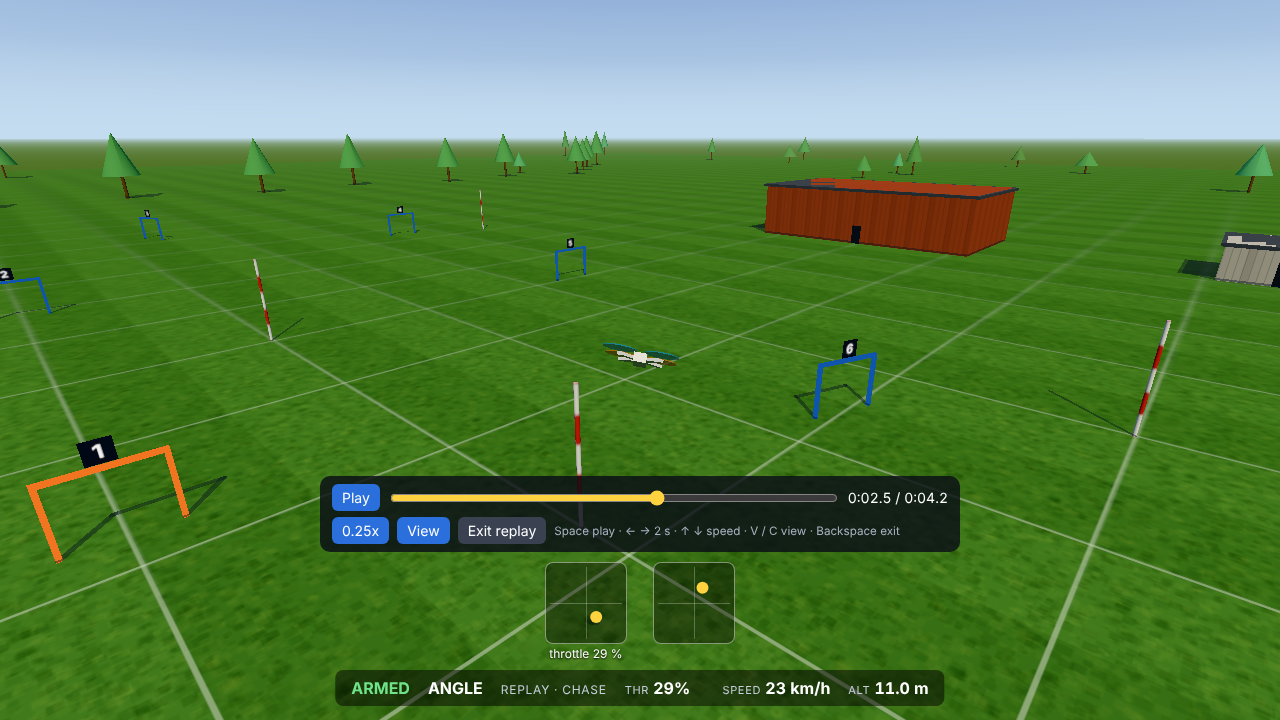 2
6
1
Play 0:02.5 / 0:04.2
0.25x View Exit replay Space play · ← → 2 s · ↑ ↓ speed · V / C view · Backspace exit
throttle 29 %
ARMED ANGLE REPLAY · CHASE THR 29% SPEED 23 km/h ALT 11.0 m